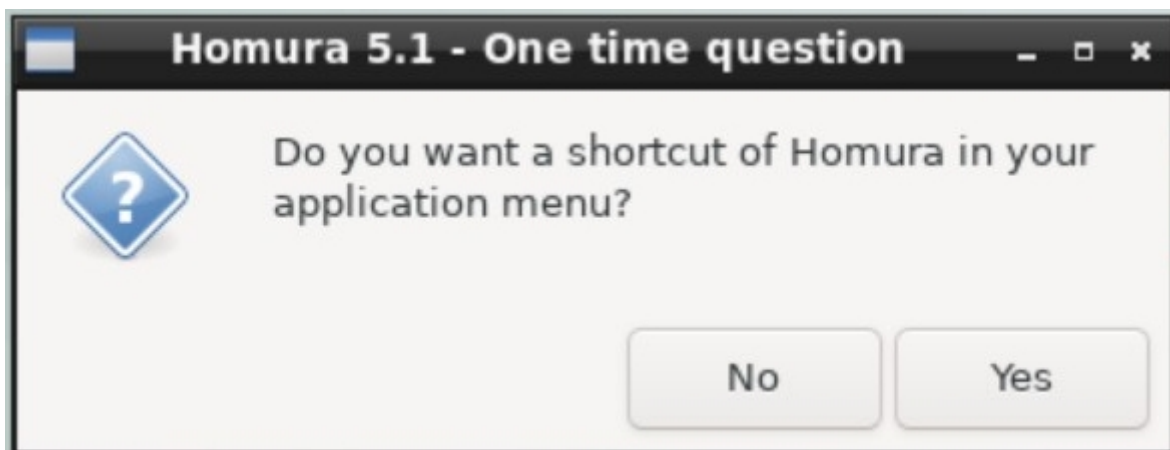 Homura 5.1 - One time question
Do you want a shortcut of Homura in your
application menu?
No
Yes